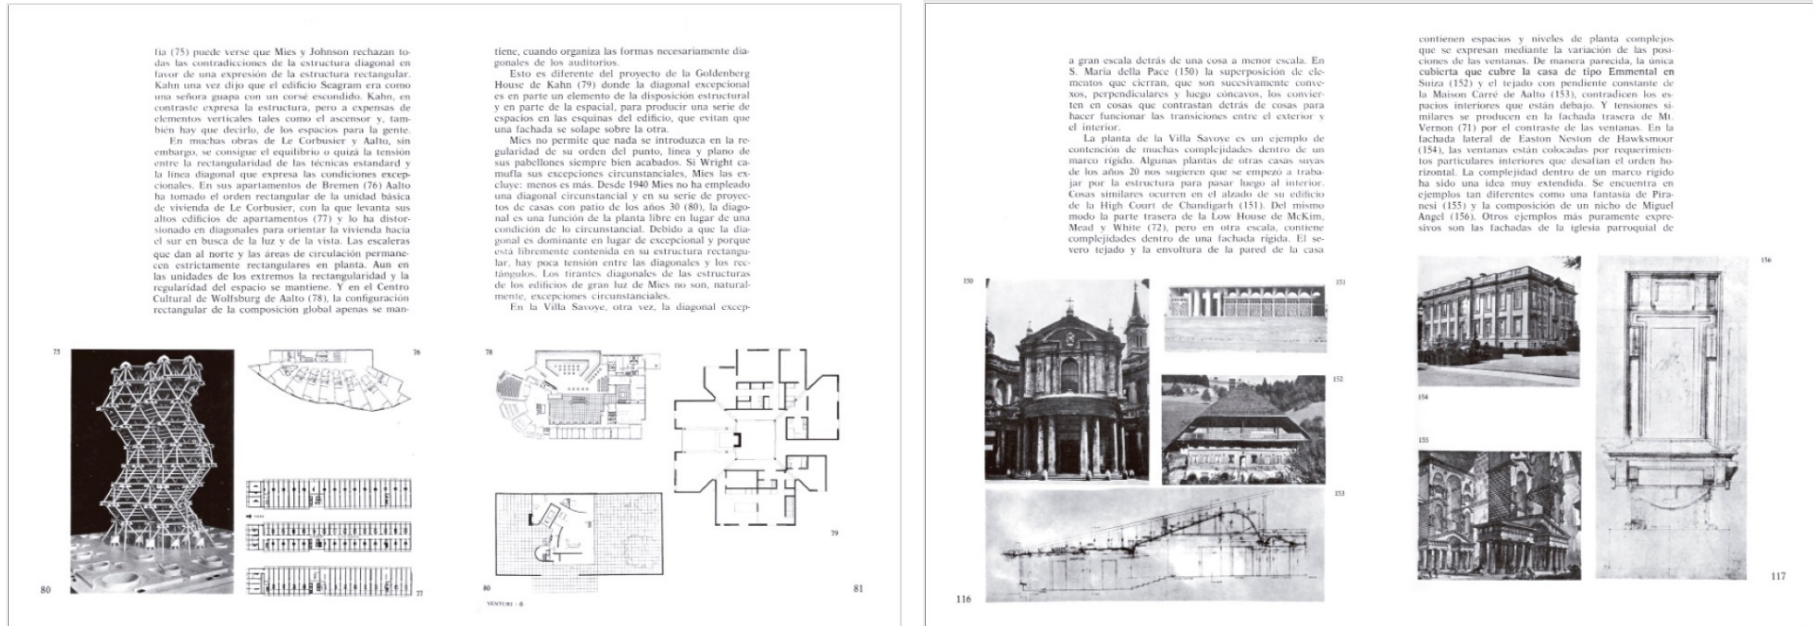 fia (75) puede verse que Mies y Johnson rechazan to-
das las contradicciones de la estructura diagonal en
favor de una expresión de la estructura rectangular.
Kahn una vez dijo que el edificio Seagram era como
una señora guapa con un corsé escondido. Kahn, en
contraste expresa la estructura, pero a expensas de
elementos verticales tales como el ascensor y, tam-
bién hay que decirlo, de los espacios para la gente.
En muchas obras de Le Corbusier y Aalto, sin
embargo, se consigue el equilibrio o quizá la tensión
entre la rectangularidad de las técnicas estandard y
la línea diagonal que expresa las condiciones excep-
cionales. En sus apartamentos de Bremen (76) Aalto
ha tomado el orden rectangular de la unidad básica
de vivienda de Le Corbusier, con la que levanta sus
altos edificios de apartamentos (77) y lo ha distor-
sionado en diagonales para orientar la vivienda hacia
el sur en busca de la luz y de la vista. Las escaleras
que dan al norte y las áreas de circulación permane-
cen estrictamente rectangulares en planta. Aun en
las unidades de los extremos la rectangularidad y la
regularidad del espacio se mantiene. Y en el Centro
Cultural de Wolfsburg de Aalto (78), la configuración
rectangular de la composición global apenas se man-
75
76
77
80
tiene, cuando organiza las formas necesariamente dia-
gonales de los auditorios.
Esto es diferente del proyecto de la Goldenberg
House de Kahn (79) donde la diagonal excepcional
es en parte un elemento de la disposición estructural
y en parte de la espacial, para producir una serie de
espacios en las esquinas del edificio, que evitan que
una fachada se solape sobre la otra.
Mies no permite que nada se introduzca en la re-
gularidad de su orden del punto, línea y plano de
sus pabellones siempre bien acabados. Si Wright ca-
mufla sus excepciones circunstanciales, Mies las ex-
cluye: menos es más. Desde 1940 Mies no ha empleado
una diagonal circunstancial y en su serie de proyec-
tos de casas con patio de los años 30 (80), la diago-
nal es una función de la planta libre en lugar de una
condición de lo circunstancial. Debido a que la dia-
gonal es dominante en lugar de excepcional y porque
está libremente contenida en su estructura rectangu-
lar, hay poca tensión entre las diagonales y los rec-
tángulos. Los tirantes diagonales de las estructuras
de los edificios de gran luz de Mies no son, natural-
mente, excepciones circunstanciales.
En la Villa Savoye, otra vez, la diagonal excep-
78
79
80
VENTURI - 6
81
a gran escala detrás de una cosa a menor escala. En
S. Maria della Pace (150) la superposición de ele-
mentos que cierran, que son sucesivamente conve-
xos, perpendiculares y luego cóncavos, los convier-
ten en cosas que contrastan detrás de cosas para
hacer funcionar las transiciones entre el exterior y
el interior.
La planta de la Villa Savoye es un ejemplo de
contención de muchas complejidades dentro de un
marco rígido. Algunas plantas de otras casas suyas
de los años 20 nos sugieren que se empezó a traba-
jar por la estructura para pasar luego al interior.
Cosas similares ocurren en el alzado de su edificio
de la High Court de Chandigarh (151). Del mismo
modo la parte trasera de la Low House de McKim,
Mead y White (72), pero en otra escala, contiene
complejidades dentro de una fachada rígida. El se-
vero tejado y la envoltura de la pared de la casa
150
151
152
153
116
contienen espacios y niveles de planta complejos
que se expresan mediante la variación de las posi-
ciones de las ventanas. De manera parecida, la única
cubierta que cubre la casa de tipo Emmental en
Suiza (152) y el tejado con pendiente constante de
la Maison Carré de Aalto (153), contradicen los es-
pacios interiores que están debajo. Y tensiones si-
milares se producen en la fachada trasera de Mt.
Vernon (71) por el contraste de las ventanas. En la
fachada lateral de Easton Neston de Hawksmoor
(154), las ventanas están colocadas por requerimien-
tos particulares interiores que desafían el orden ho-
rizontal. La complejidad dentro de un marco rígido
ha sido una idea muy extendida. Se encuentra en
ejemplos tan diferentes como una fantasía de Pira-
nesi (155) y la composición de un nicho de Miguel
Angel (156). Otros ejemplos más puramente expre-
sivos son las fachadas de la iglesia parroquial de
154
155
156
117